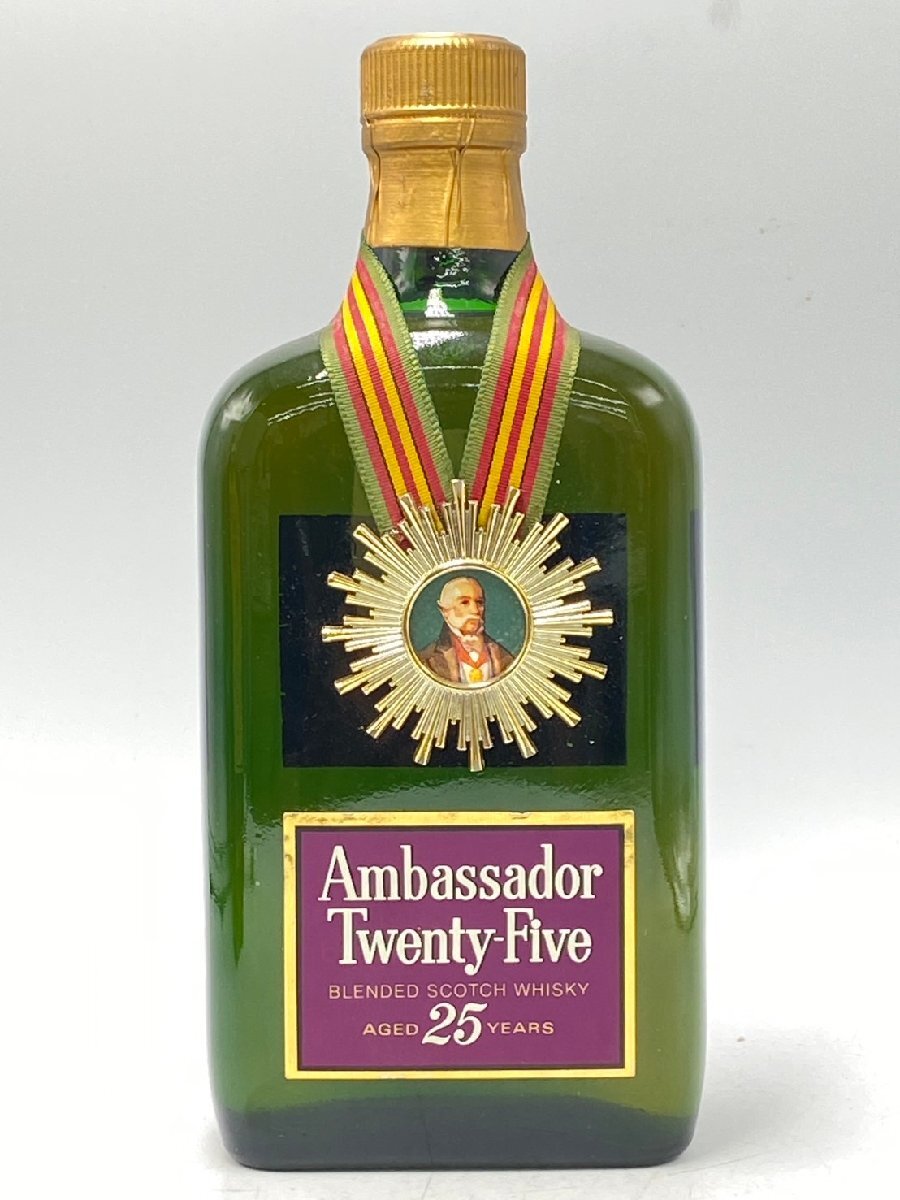 Ambassador
Twenty-Five
BLENDED SCOTCH WHISKY
AGED 25 YEARS